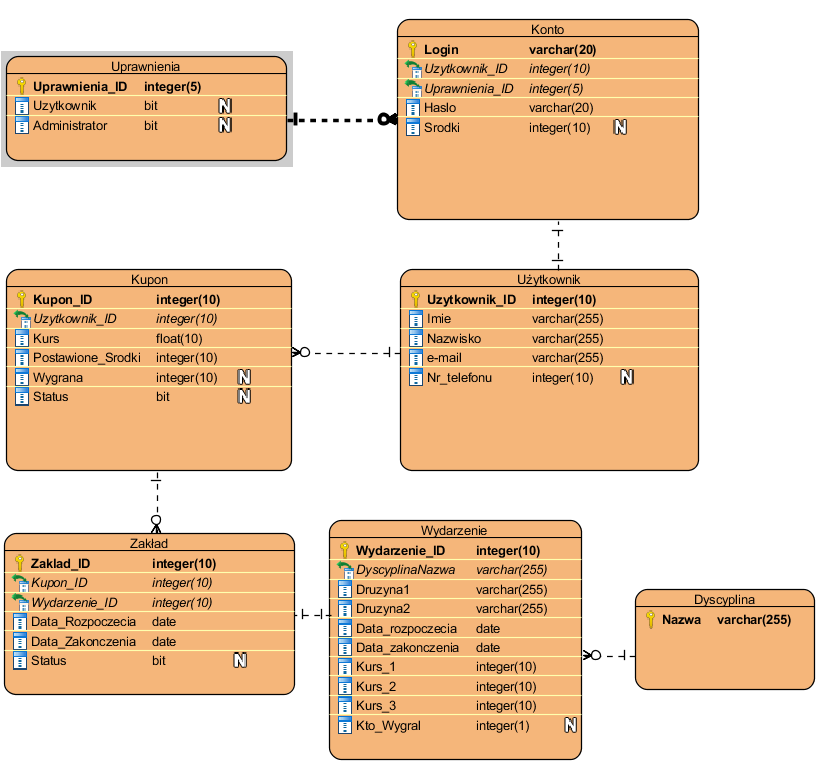 Uprawnienia
Uprawnienia_ID integer(5)
Uzytkownik bit N
Administrator bit N
Konto
Login varchar(20)
Uzytkownik_ID integer(10)
Uprawnienia_ID integer(5)
Haslo varchar(20)
Srodki integer(10) N
Kupon
Kupon_ID integer(10)
Uzytkownik_ID integer(10)
Kurs float(10)
Postawione_Srodki integer(10)
Wygrana integer(10) N
Status bit N
Użytkownik
Uzytkownik_ID integer(10)
Imie varchar(255)
Nazwisko varchar(255)
e-mail varchar(255)
Nr_telefonu integer(10) N
Zakład
Zaklad_ID integer(10)
Kupon_ID integer(10)
Wydarzenie_ID integer(10)
Data_Rozpoczecia date
Data_Zakonczenia date
Status bit N
Wydarzenie
Wydarzenie_ID integer(10)
DyscyplinaNazwa varchar(255)
Druzyna1 varchar(255)
Druzyna2 varchar(255)
Data_rozpoczecia date
Data_zakonczenia date
Kurs_1 integer(10)
Kurs_2 integer(10)
Kurs_3 integer(10)
Kto_Wygral integer(1) N
Dyscyplina
Nazwa varchar(255)